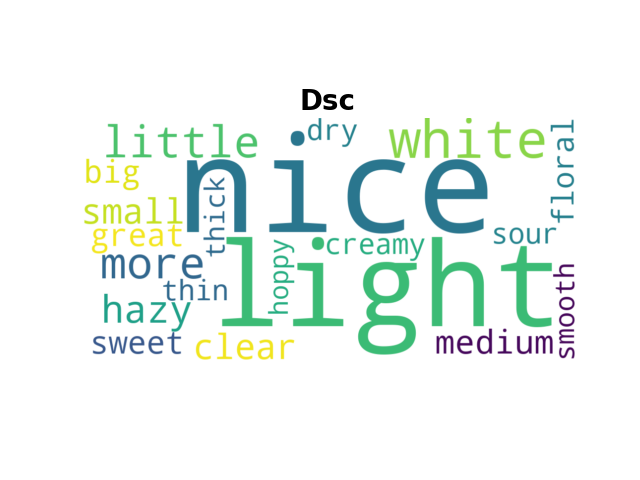 Dsc
dry
little
white
floral
nice
big
thick
small
great
sour
creamy
light
hoppy
more
smooth
thin
hazy
sweet
clear
medium